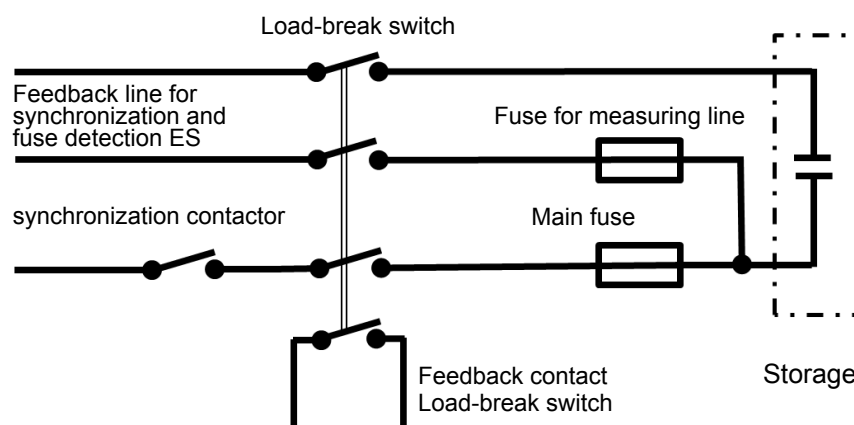 Load-break switch
Feedback line for
synchronization and
fuse detection ES
Fuse for measuring line
synchronization contactor
Main fuse
Feedback contact
Load-break switch
Storage